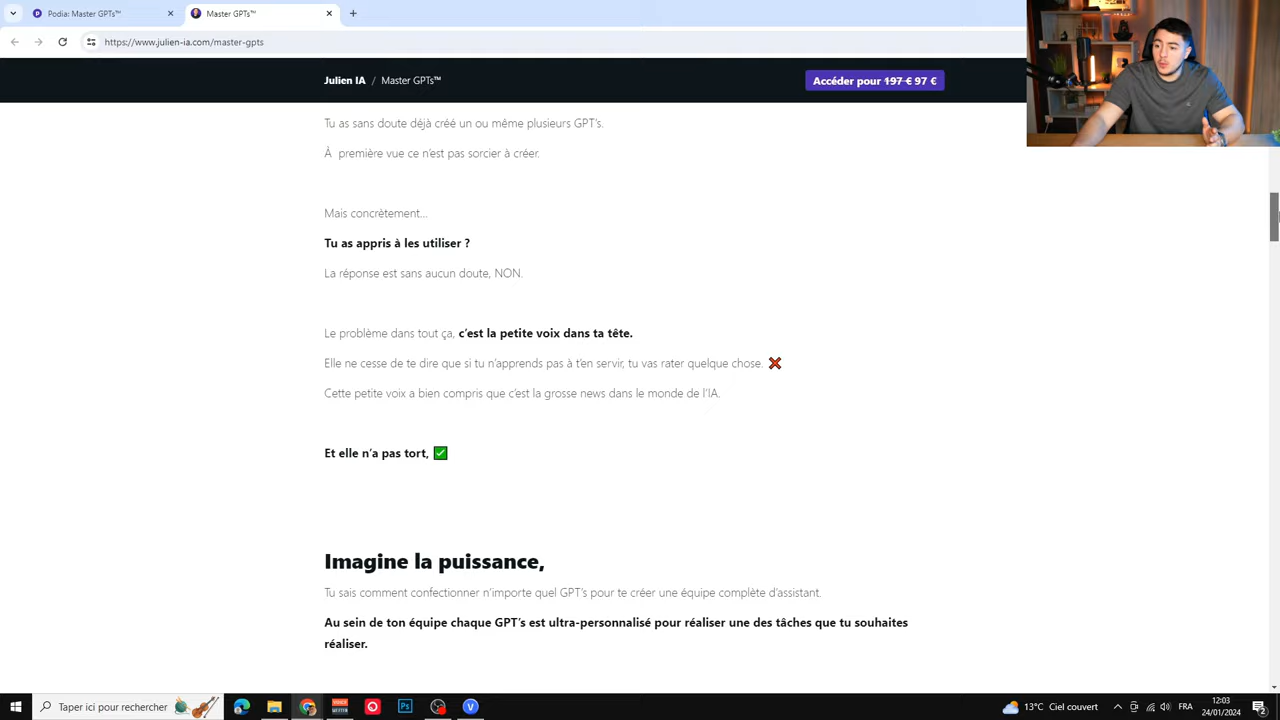 Podia: Master GPTs™
Master GPTs™
https://www.julien-ia.com/master-gpts
Julien IA / Master GPTs™
Accéder pour 197 € 97 €
Tu as sans doute déjà créé un ou même plusieurs GPT's.
À  première vue ce n'est pas sorcier à créer.
Mais concrètement...
Tu as appris à les utiliser ?
La réponse est sans aucun doute, NON.
Le problème dans tout ça, c'est la petite voix dans ta tête.
Elle ne cesse de te dire que si tu n'apprends pas à t'en servir, tu vas rater quelque chose. ❌
Cette petite voix a bien compris que c'est la grosse news dans le monde de l'IA.
Et elle n'a pas tort, ✅
Imagine la puissance,
Tu sais comment confectionner n'importe quel GPT's pour te créer une équipe complète d'assistant.
Au sein de ton équipe chaque GPT's est ultra-personnalisé pour réaliser une des tâches que tu souhaites
réaliser.
Taper ici pour rechercher
13°C Ciel couvert
FRA
12:03
24/01/2024
2